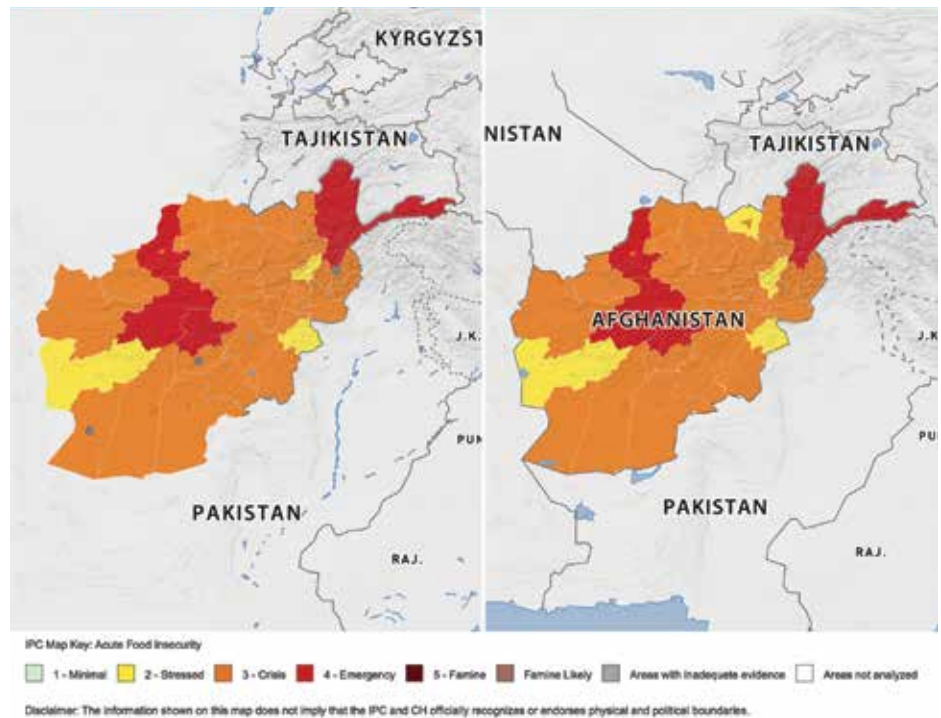 KYRGYZST
TAJIKISTAN
J.K.
PUN
PAKISTAN
RAJ.
NISTAN
TAJIKISTAN
AFGHANISTAN
J.K
PU
PAKISTAN
RAJ.
IPC Map Key: Acute Food Insecurity
1 - Minimal 2 - Stressed 3 - Crisis 4 - Emergency 5 - Famine Famine Likely Areas with inadequate evidence Areas not analyzed
Disclaimer: The information shown on this map does not imply that the IPC and CH officially recognizes or endorses physical and political boundaries.